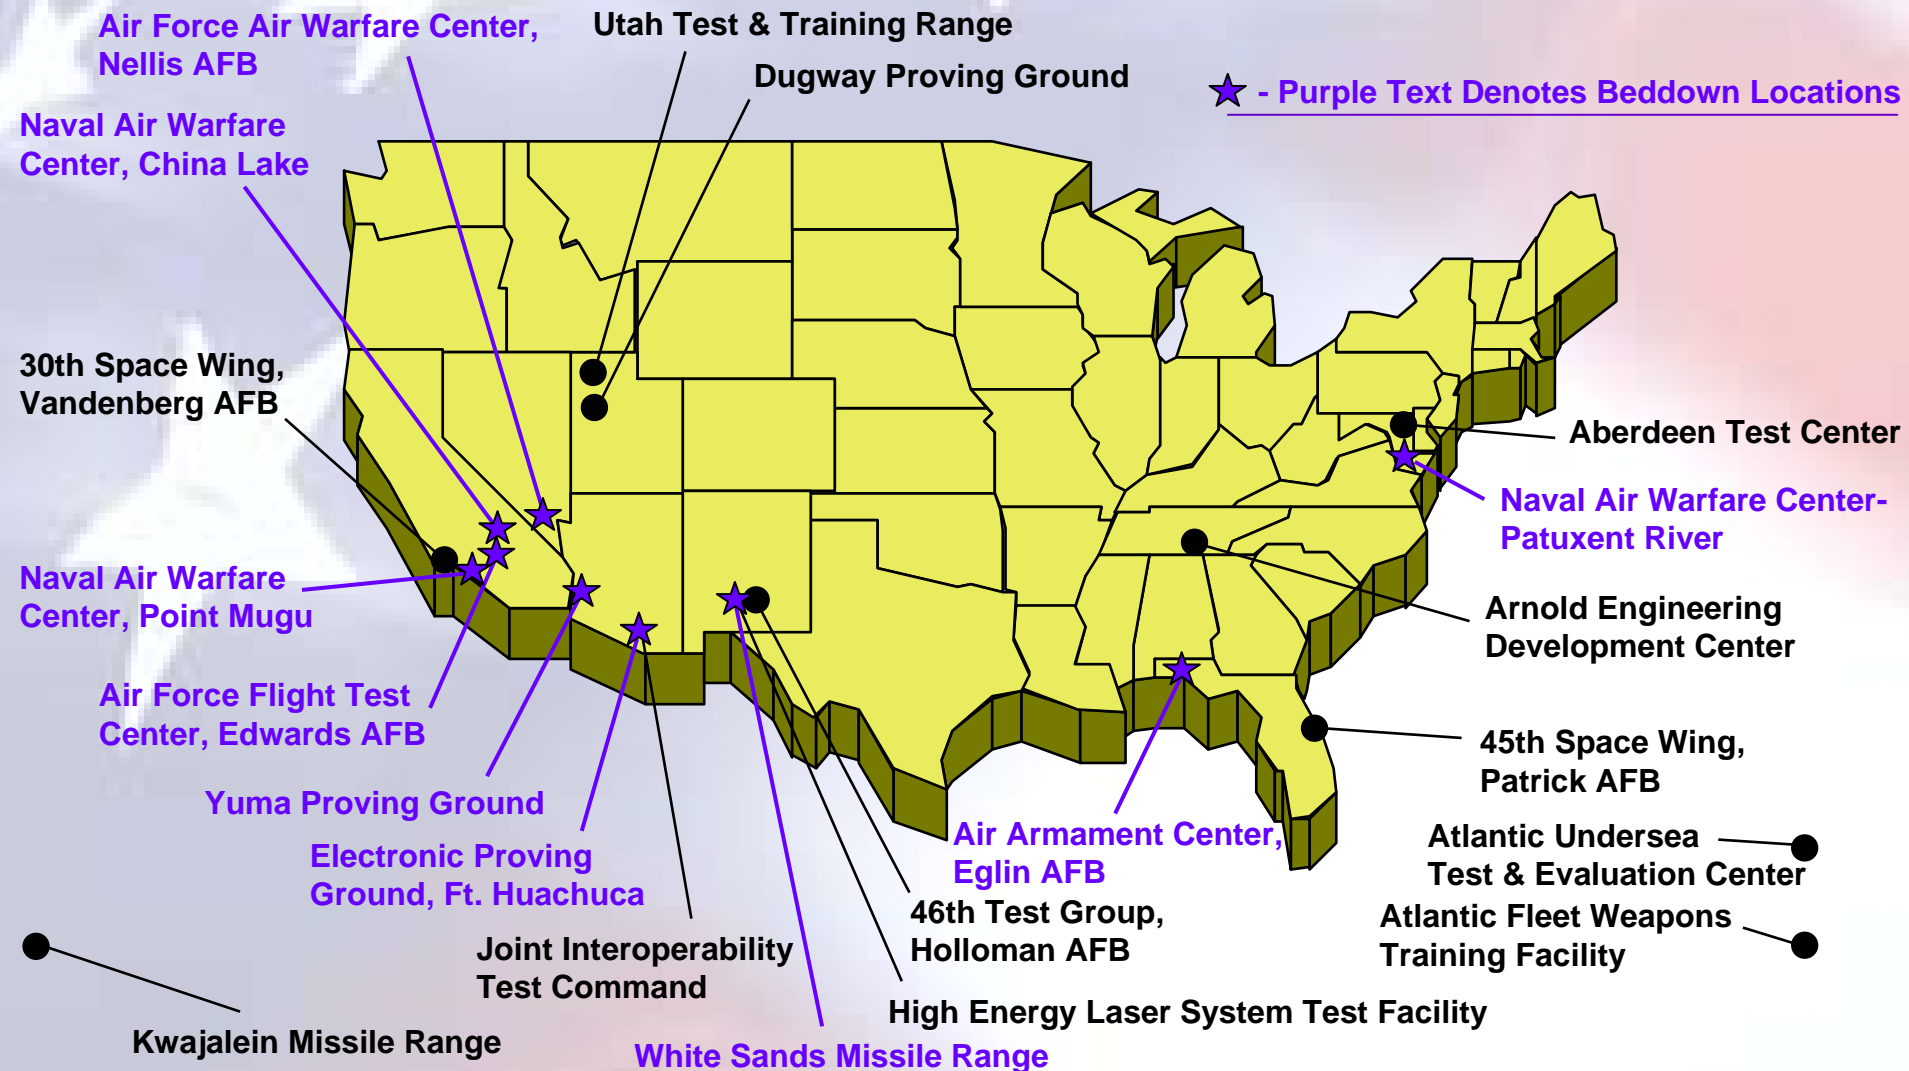 Air Force Air Warfare Center,
Nellis AFB
Utah Test & Training Range
Dugway Proving Ground
- Purple Text Denotes Beddown Locations
Naval Air Warfare
Center, China Lake
30th Space Wing,
Vandenberg AFB
Aberdeen Test Center
Naval Air Warfare Center-
Patuxent River
Naval Air Warfare
Center, Point Mugu
Arnold Engineering
Development Center
Air Force Flight Test
Center, Edwards AFB
45th Space Wing,
Patrick AFB
Yuma Proving Ground
Electronic Proving
Ground, Ft. Huachuca
Air Armament Center,
Eglin AFB
Atlantic Undersea
Test & Evaluation Center
46th Test Group,
Holloman AFB
Atlantic Fleet Weapons
Training Facility
Joint Interoperability
Test Command
High Energy Laser System Test Facility
Kwajalein Missile Range
White Sands Missile Range